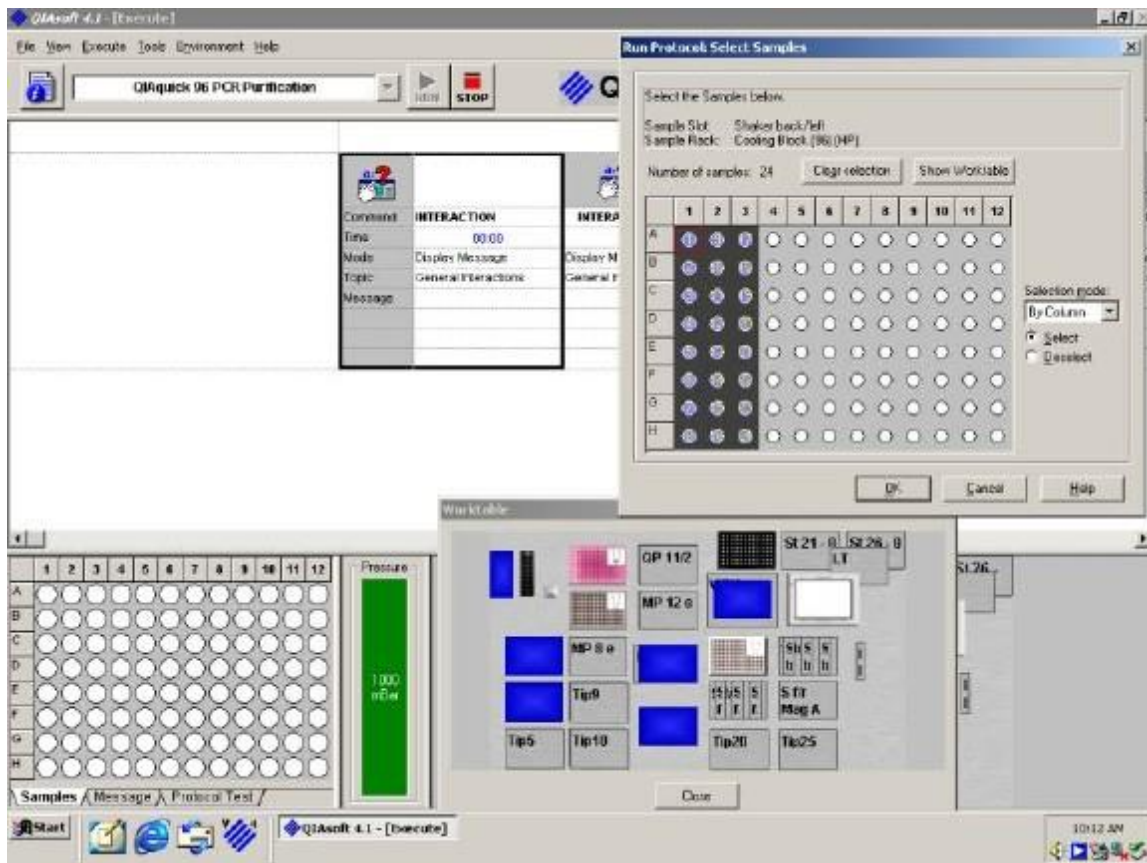 QIAsoft 4.1 - [Execute]
File View Execute Tools Environment Help
QIAquick 96 PCR Purification
STOP
Q
Command INTERACTION INTERA
Time 00:00
Mode Display Message Display M
Topic General Interactions General I
Message
Run Protocol: Select Samples
Select the Samples below.
Sample Slot: Shaker back/left
Sample Rack: Cooling Block (96) (MP)
Number of samples: 24 Clear selection Show Worktable
1 2 3 4 5 6 7 8 9 10 11 12
A
B
C
D
E
F
G
H
Selection mode:
By Column
Select
Deselect
OK Cancel Help
Worktable
QP 11/2
St 21 - 8 St 26 - 8
LT
MP 12 e
MP 8 e
Tip9
S fit
Mag A
Tip5 Tip10 Tip20 Tip25
Close
St.26
1 2 3 4 5 6 7 8 9 10 11 12
A
B
C
D
E
F
G
H
Pressure
1000
mBar
Samples Message Protocol Test
Start
QIAsoft 4.1 - [Execute]
10:12 AM